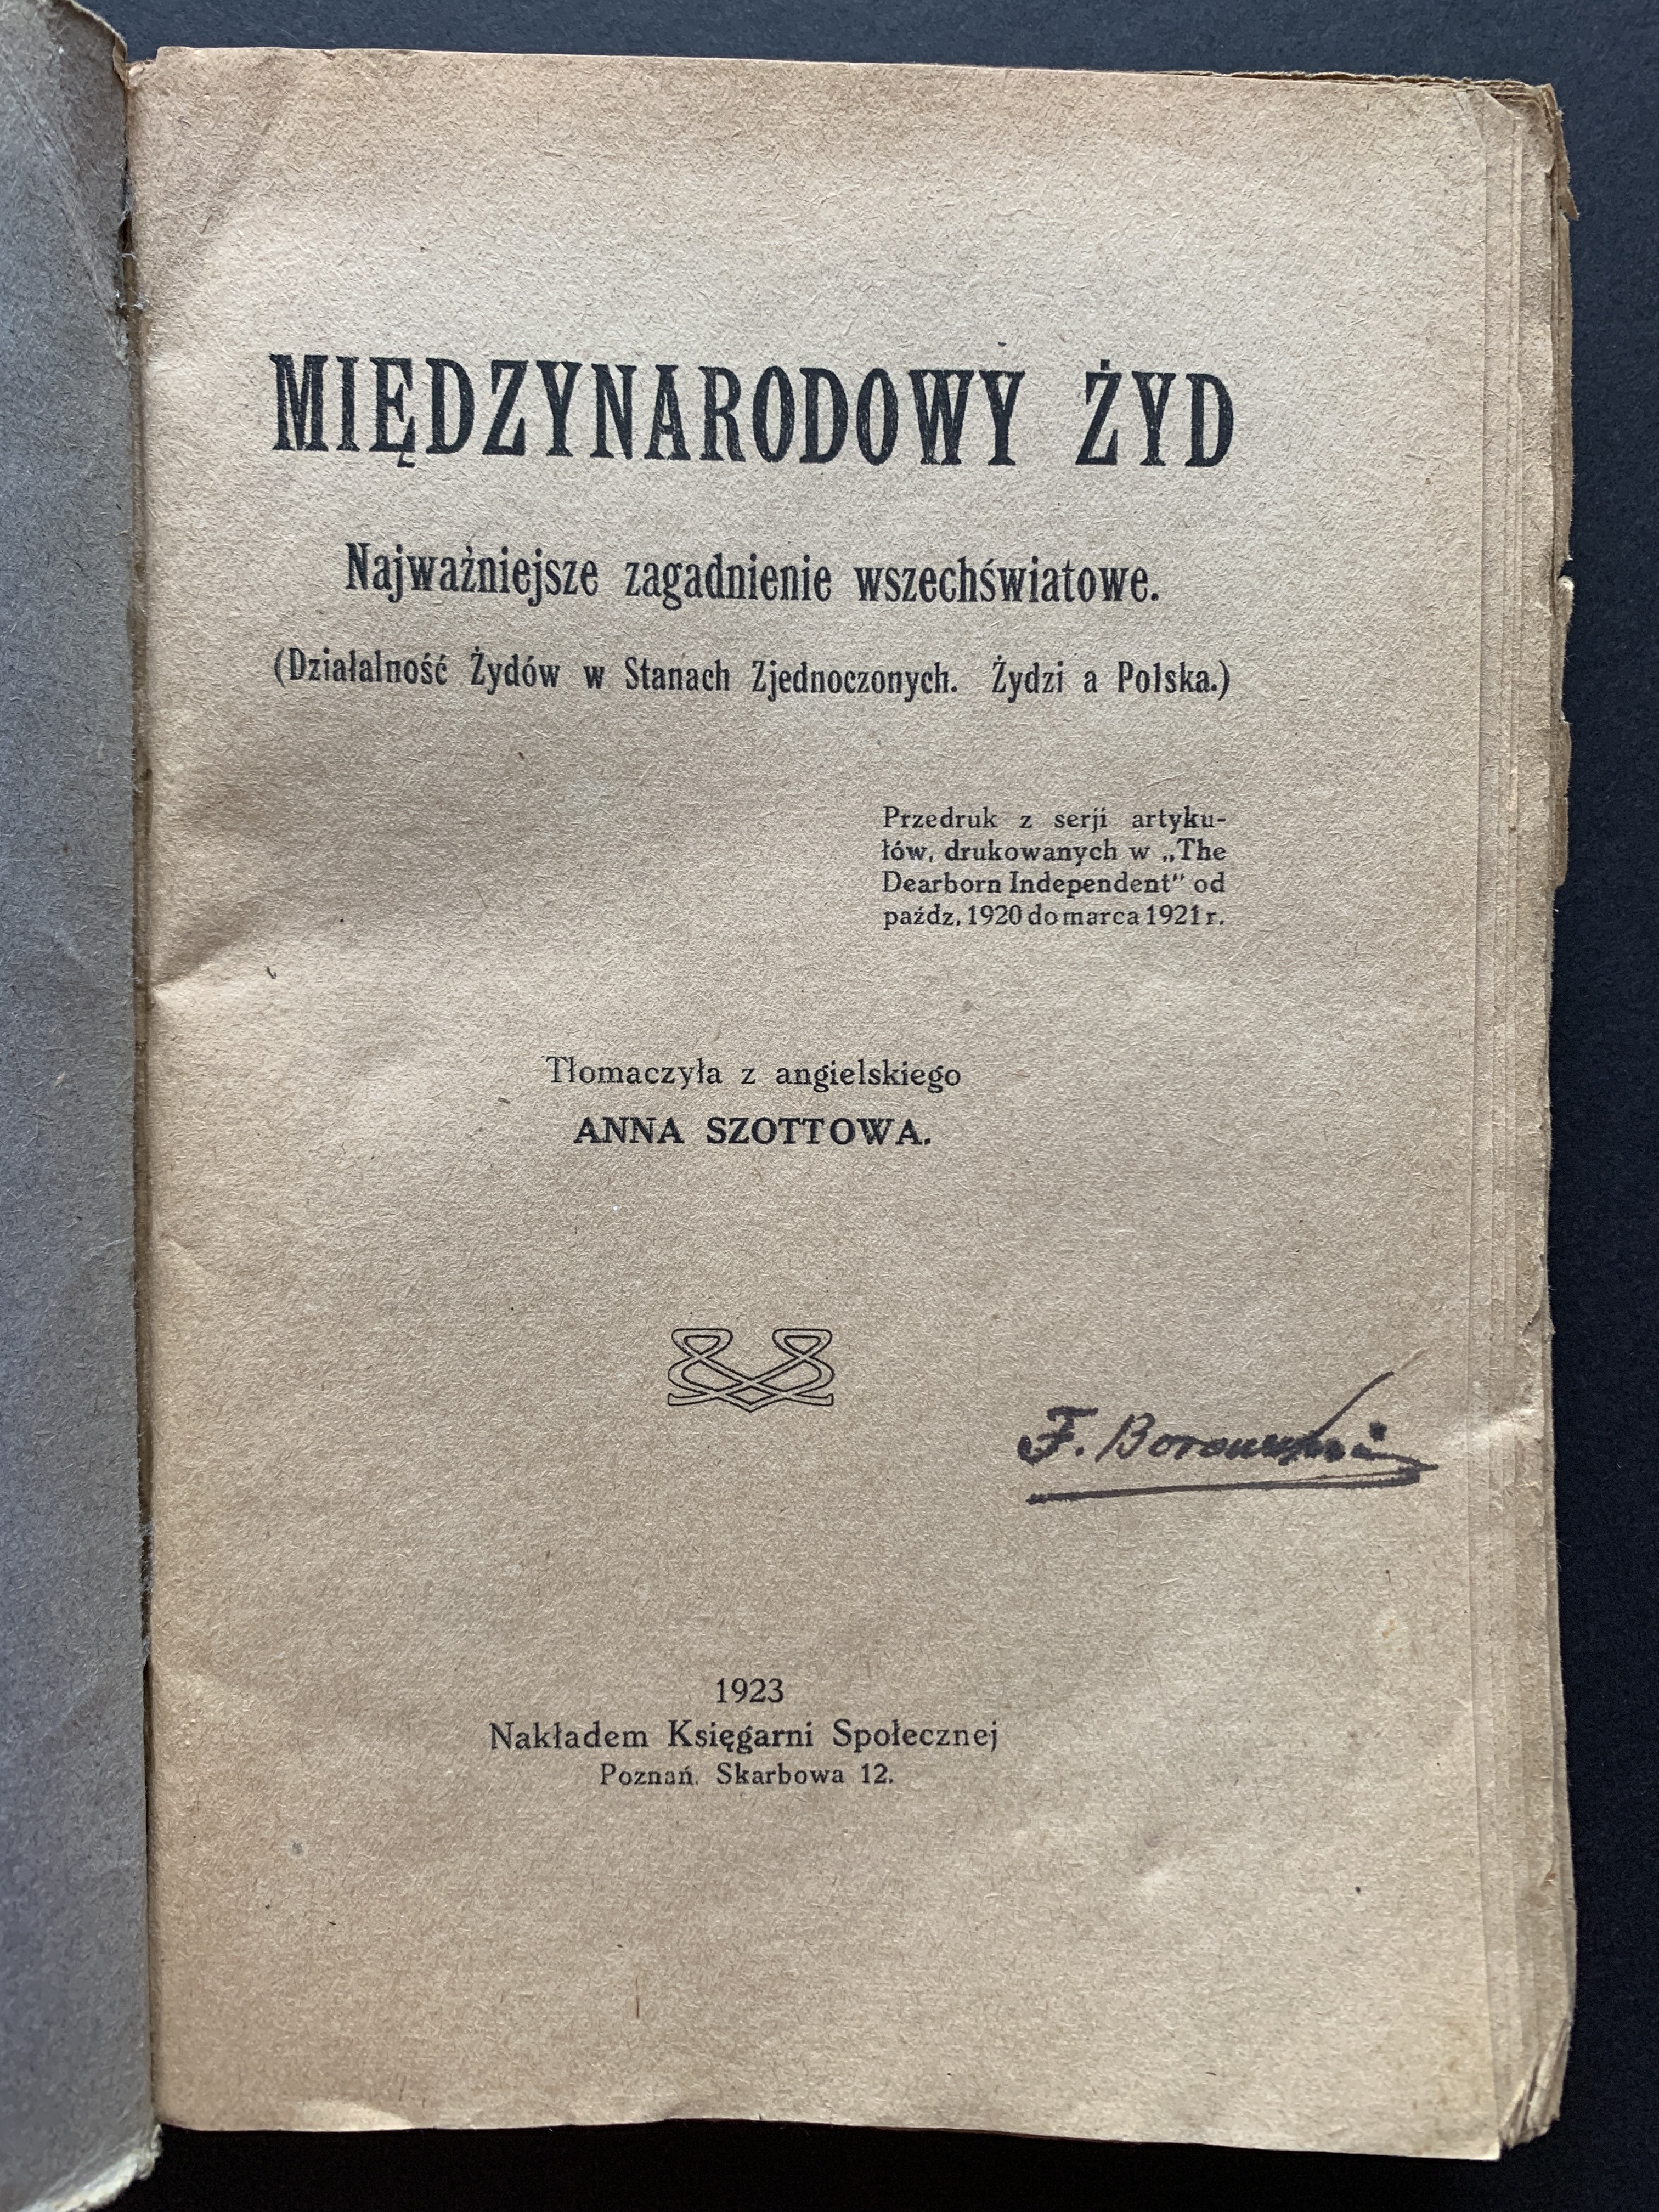 MIĘDZYNARODOWY ŻYD
Najważniejsze zagadnienie wszechświatowe.
(Działalność Żydów w Stanach Zjednoczonych. Żydzi a Polska.)
Przedruk z serji artyku-
łów, drukowanych w „The
Dearborn Independent" od
paźdz. 1920 do marca 1921 r.
Tłomaczyła z angielskiego
ANNA SZOTTOWA.
F. Borowski
1923
Nakładem Księgarni Społecznej
Poznań. Skarbowa 12.